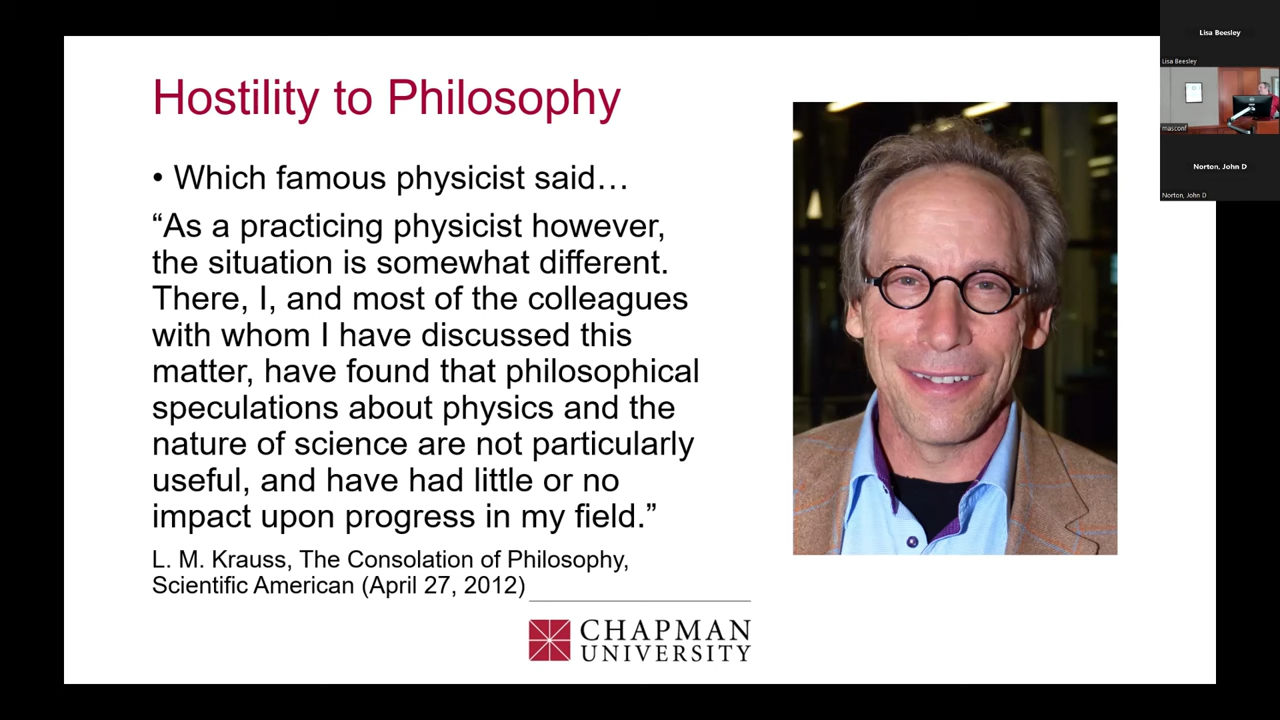 Hostility to Philosophy
• Which famous physicist said…
“As a practicing physicist however,
the situation is somewhat different.
There, I, and most of the colleagues
with whom I have discussed this
matter, have found that philosophical
speculations about physics and the
nature of science are not particularly
useful, and have had little or no
impact upon progress in my field.”
L. M. Krauss, The Consolation of Philosophy,
Scientific American (April 27, 2012)
CHAPMAN
UNIVERSITY
Lisa Beesley
Lisa Beesley
masconf
Norton, John D
Norton, John D